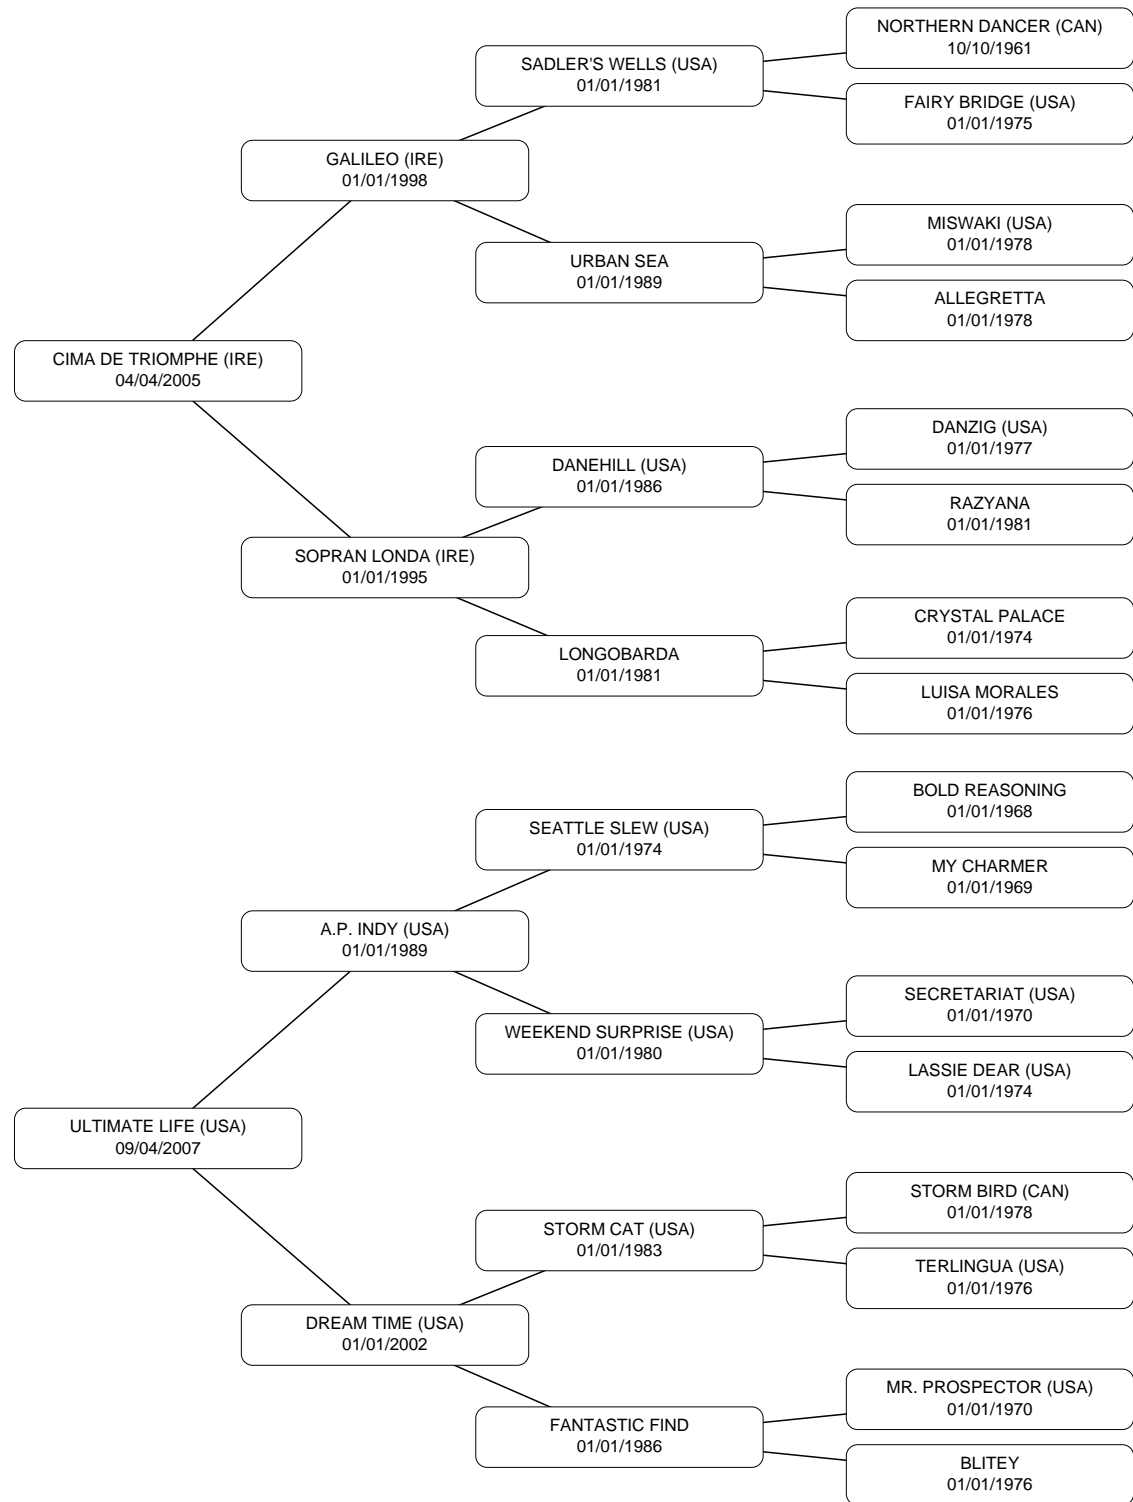 NORTHERN DANCER (CAN)
10/10/1961
SADLER'S WELLS (USA)
01/01/1981
FAIRY BRIDGE (USA)
01/01/1975
GALILEO (IRE)
01/01/1998
MISWAKI (USA)
01/01/1978
URBAN SEA
01/01/1989
ALLEGRETTA
01/01/1978
CIMA DE TRIOMPHE (IRE)
04/04/2005
DANZIG (USA)
01/01/1977
DANEHILL (USA)
01/01/1986
RAZYANA
01/01/1981
SOPRAN LONDA (IRE)
01/01/1995
CRYSTAL PALACE
01/01/1974
LONGOBARDA
01/01/1981
LUISA MORALES
01/01/1976
BOLD REASONING
01/01/1968
SEATTLE SLEW (USA)
01/01/1974
MY CHARMER
01/01/1969
A.P. INDY (USA)
01/01/1989
SECRETARIAT (USA)
01/01/1970
WEEKEND SURPRISE (USA)
01/01/1980
LASSIE DEAR (USA)
01/01/1974
ULTIMATE LIFE (USA)
09/04/2007
STORM BIRD (CAN)
01/01/1978
STORM CAT (USA)
01/01/1983
TERLINGUA (USA)
01/01/1976
DREAM TIME (USA)
01/01/2002
MR. PROSPECTOR (USA)
01/01/1970
FANTASTIC FIND
01/01/1986
BLITEY
01/01/1976